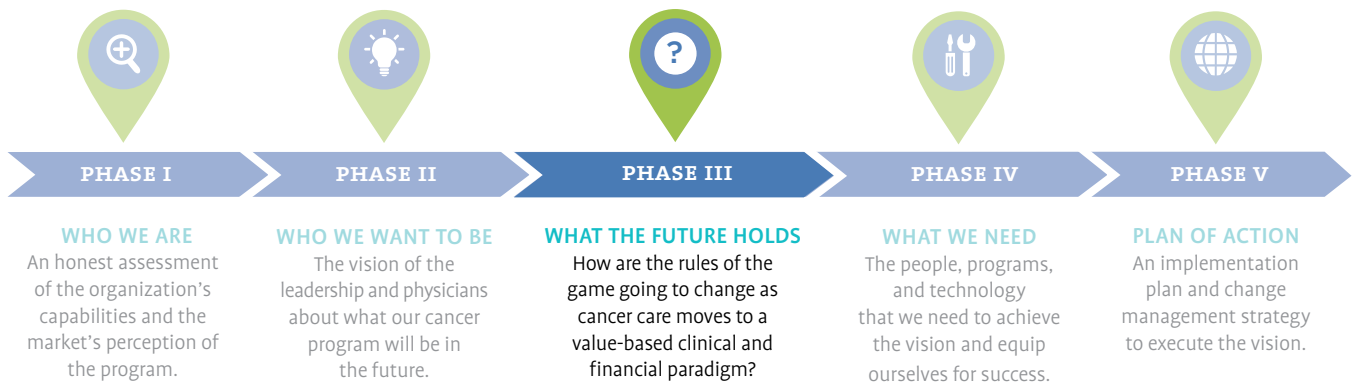 ?
PHASE I
PHASE II
PHASE III
PHASE IV
PHASE V
WHO WE ARE
An honest assessment
of the organization's
capabilities and the
market's perception of
the program.
WHO WE WANT TO BE
The vision of the
leadership and physicians
about what our cancer
program will be in
the future.
WHAT THE FUTURE HOLDS
How are the rules of the
game going to change as
cancer care moves to a
value-based clinical and
financial paradigm?
WHAT WE NEED
The people, programs,
and technology
that we need to achieve
the vision and equip
ourselves for success.
PLAN OF ACTION
An implementation
plan and change
management strategy
to execute the vision.